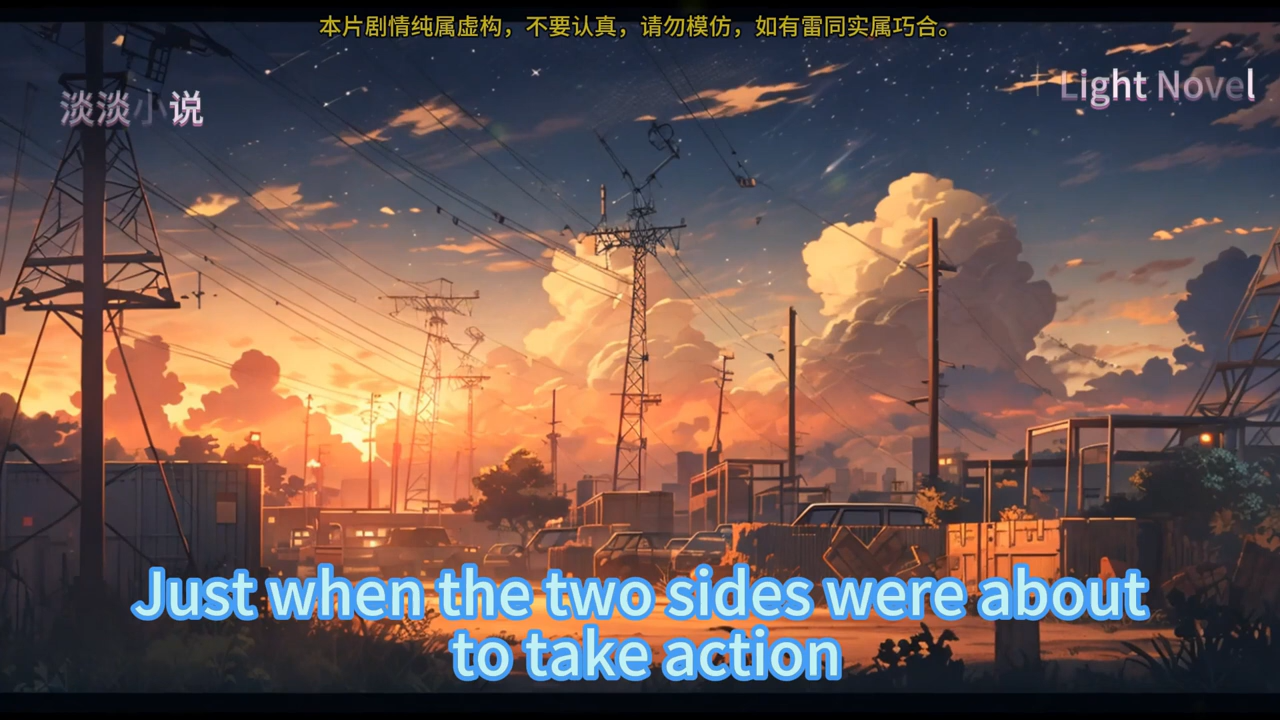 本片剧情纯属虚构，不要认真，请勿模仿，如有雷同实属巧合。
淡淡小说
Light Novel
Just when the two sides were about
to take action